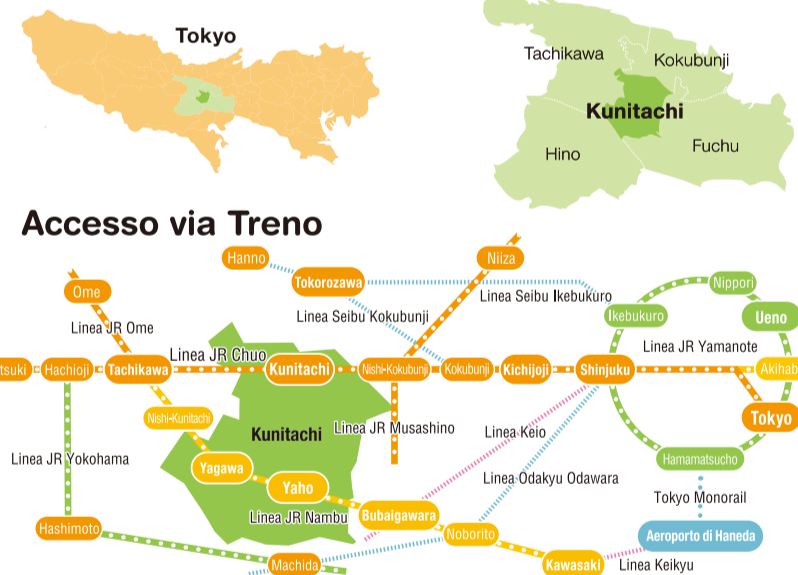 Tokyo
Tachikawa
Kokubunji
Kunitachi
Hino
Fuchu
Accesso via Treno
Hanno
Niiza
Tokorozawa
Ome
Nippori
Linea Seibu Ikebukuro
Linea Seibu Kokubunji
Ikebukuro
Ueno
Linea JR Ome
Linea JR Chuo
Linea JR Yamanote
tsuki
Hachioji
Tachikawa
Kunitachi
Nishi-Kokubunji
Kokubunji
Kichijoji
Shinjuku
Akihab
Nishi-Kunitachi
Tokyo
Kunitachi
Linea JR Musashino
Linea Keio
Linea JR Yokohama
Yagawa
Hamamatsucho
Yaho
Linea Odakyu Odawara
Tokyo Monorail
Linea JR Nambu
Bubaigawara
Hashimoto
Noborito
Aeroporto di Haneda
Machida
Kawasaki
Linea Keikyu